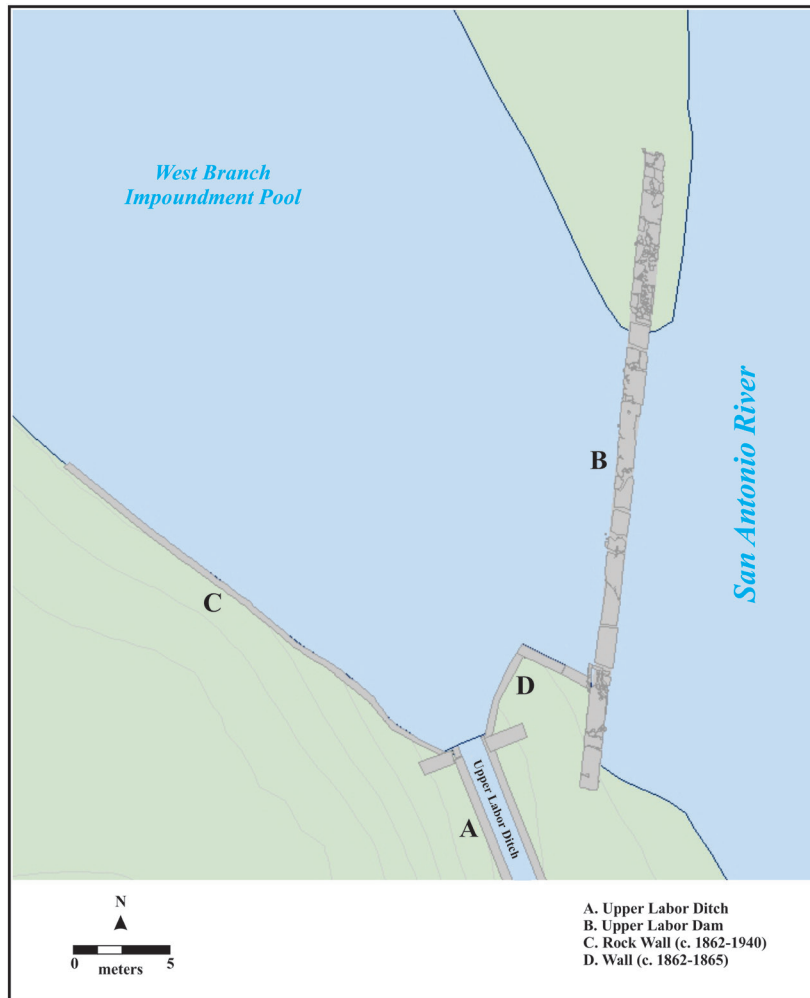 West Branch
Impoundment Pool
San Antonio River
B
C
D
A
Upper Labor Ditch
N
0 5
meters
A. Upper Labor Ditch
B. Upper Labor Dam
C. Rock Wall (c. 1862-1940)
D. Wall (c. 1862-1865)